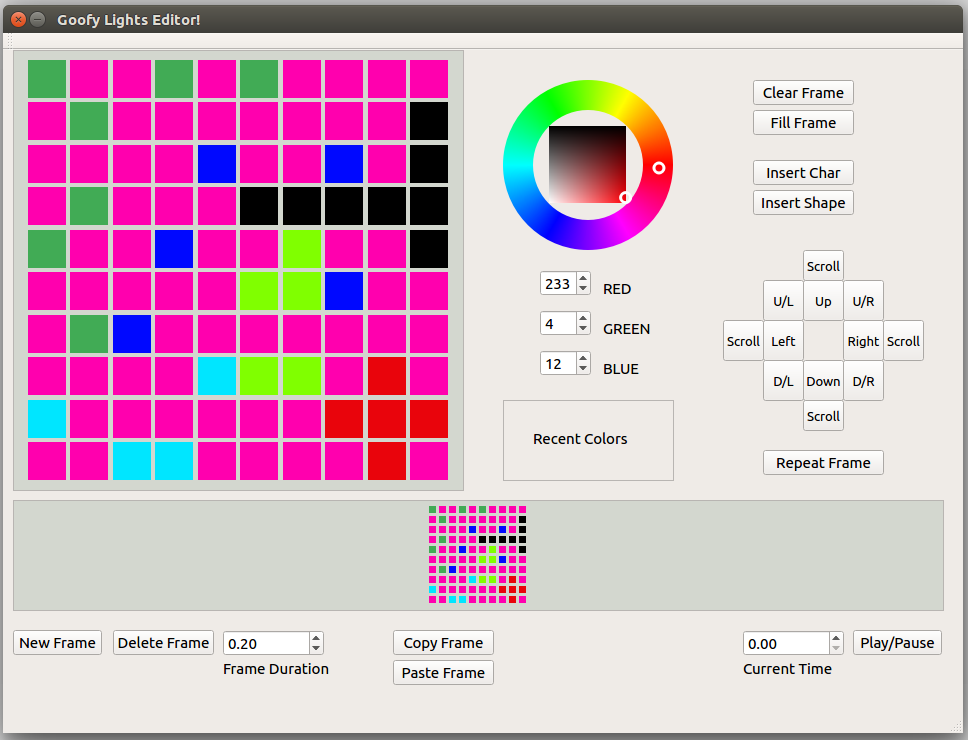 Goofy Lights Editor!
Clear Frame
Fill Frame
Insert Char
Insert Shape
233 RED
4 GREEN
12 BLUE
Recent Colors
Scroll
U/L Up U/R
Scroll Left Right Scroll
D/L Down D/R
Scroll
Repeat Frame
New Frame Delete Frame 0.20 Copy Frame 0.00 Play/Pause
Frame Duration Paste Frame Current Time